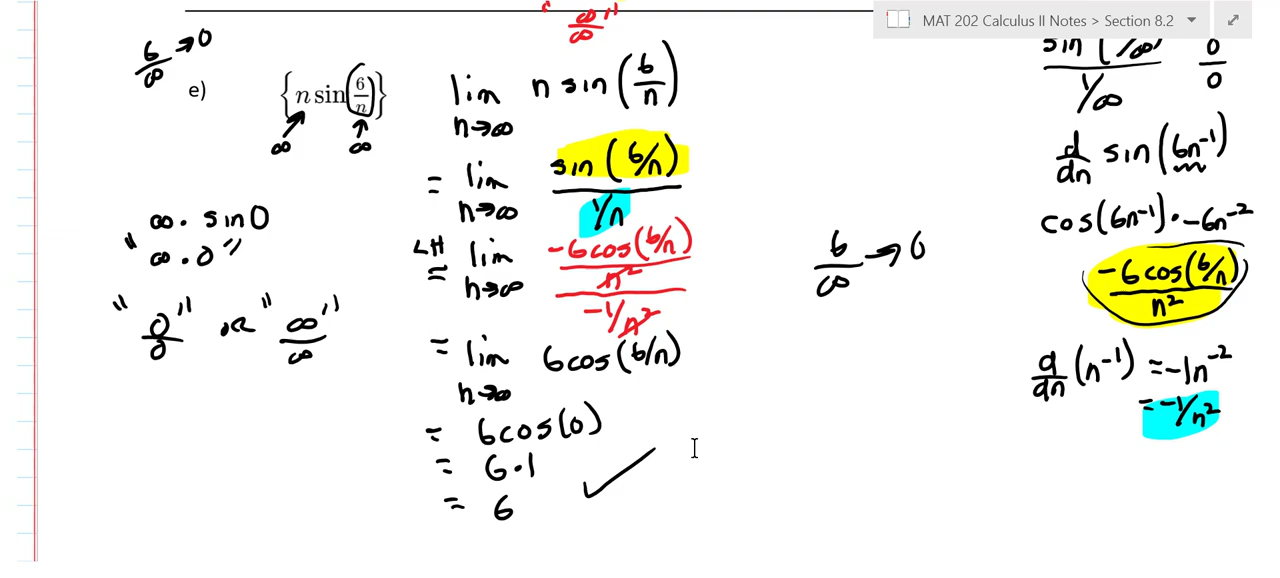 "∞/∞"
MAT 202 Calculus II Notes > Section 8.2
6/∞ → 0
e) {n sin(6/n)}
∞ ∞
∞ · sin 0
"∞ · 0"
"0/0" or "∞/∞"
lim n→∞ n sin(6/n)
= lim n→∞ sin(6/n) / (1/n)
LH = lim n→∞ (-6cos(6/n)/n²) / (-1/n²)
= lim n→∞ 6cos(6/n)
= 6cos(0)
= 6·1
= 6 ✓
6/∞ → 0
sin(6/∞) / (1/∞) 0/0
d/dn sin(6n⁻¹)
cos(6n⁻¹) · -6n⁻²
-6cos(6/n) / n²
d/dn (n⁻¹) = -1n⁻²
= -1/n²